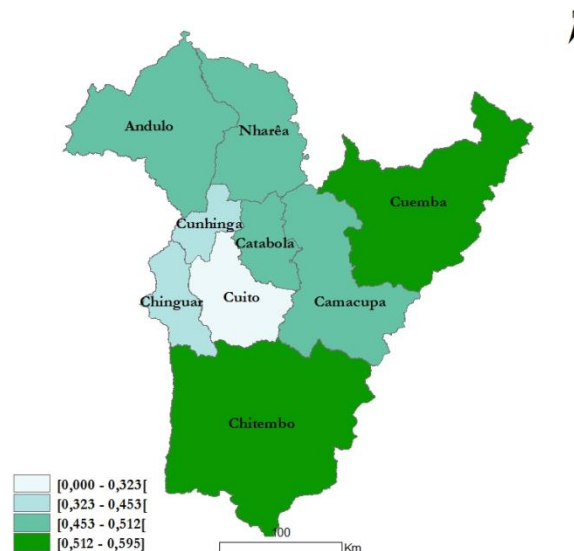 Andulo
Nharêa
Cuemba
Cunhinga
Catabola
Chinguar
Cuito
Camacupa
Chitembo
[0,000 - 0,323[
[0,323 - 0,453[
[0,453 - 0,512[
[0,512 - 0,595]
100
Km